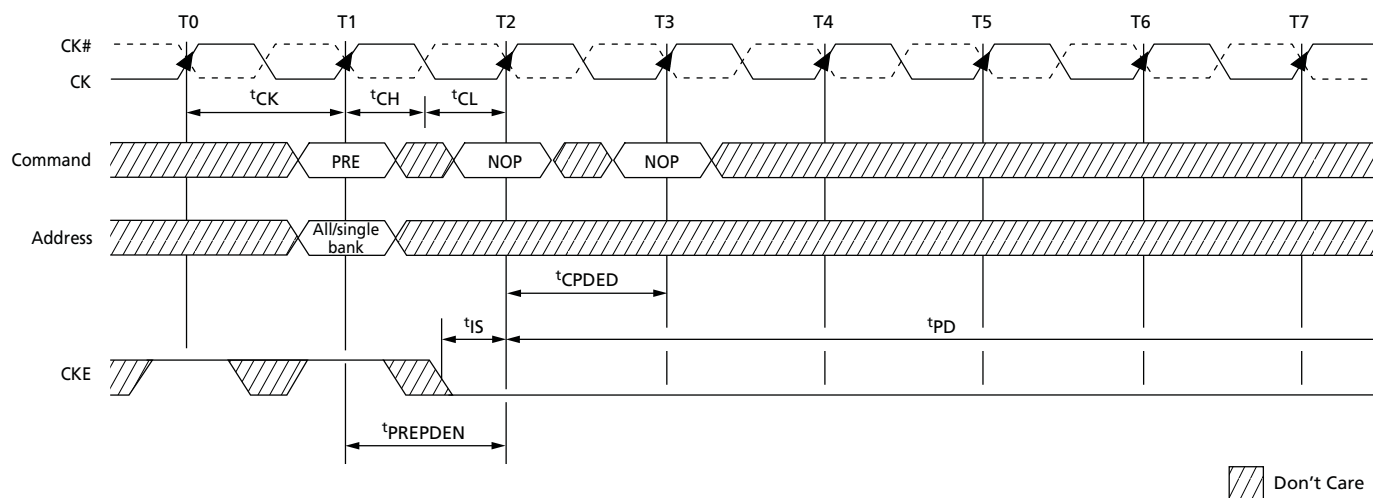 T0 T1 T2 T3 T4 T5 T6 T7
CK#
CK
tCK tCH tCL
Command PRE NOP NOP
Address All/single
bank
tCPDED
tIS tPD
CKE
tPREPDEN
Don't Care